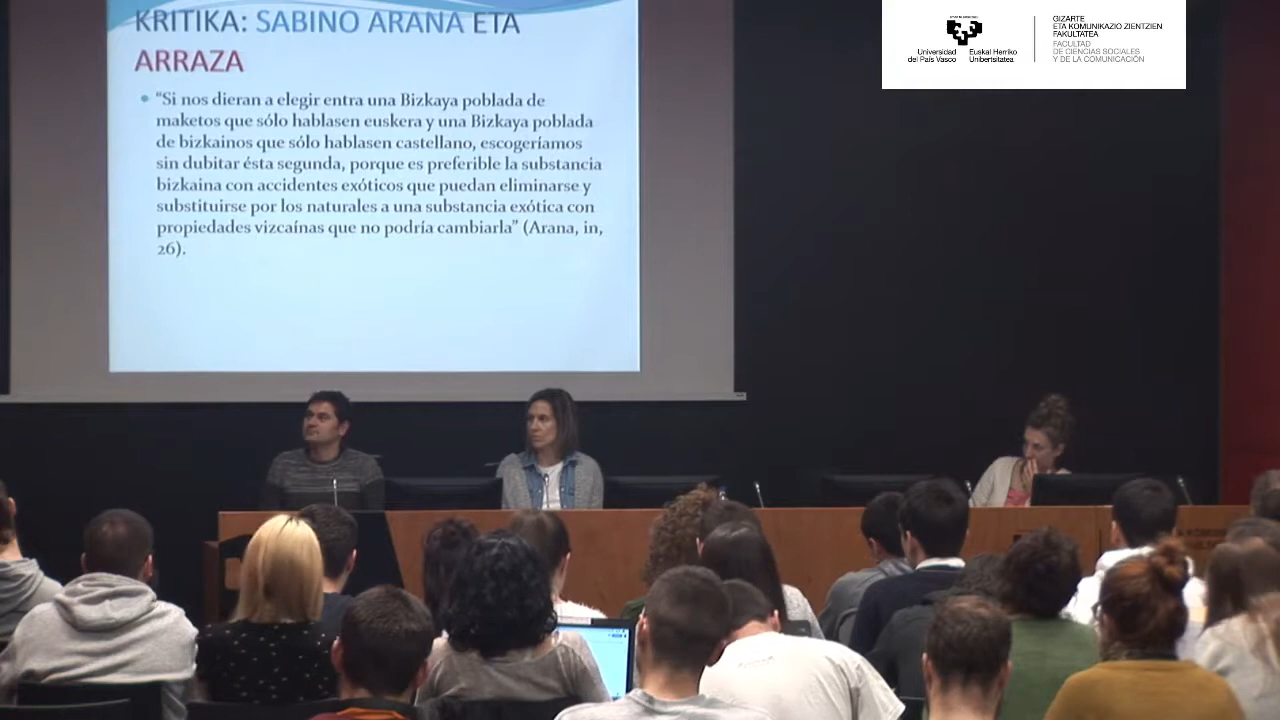 KRITIKA: SABINO ARANA ETA
ARRAZA
"Si nos dieran a elegir entra una Bizkaya poblada de
maketos que sólo hablasen euskera y una Bizkaya poblada
de bizkainos que sólo hablasen castellano, escogeríamos
sin dubitar ésta segunda, porque es preferible la substancia
bizkaina con accidentes exóticos que puedan eliminarse y
substituirse por los naturales a una substancia exótica con
propiedades vizcaínas que no podría cambiarla" (Arana, in,
26).
Universidad
del País Vasco
Euskal Herriko
Unibertsitatea
GIZARTE
ETA KOMUNIKAZIO ZIENTZIEN
FAKULTATEA
FACULTAD
DE CIENCIAS SOCIALES
Y DE LA COMUNICACIÓN